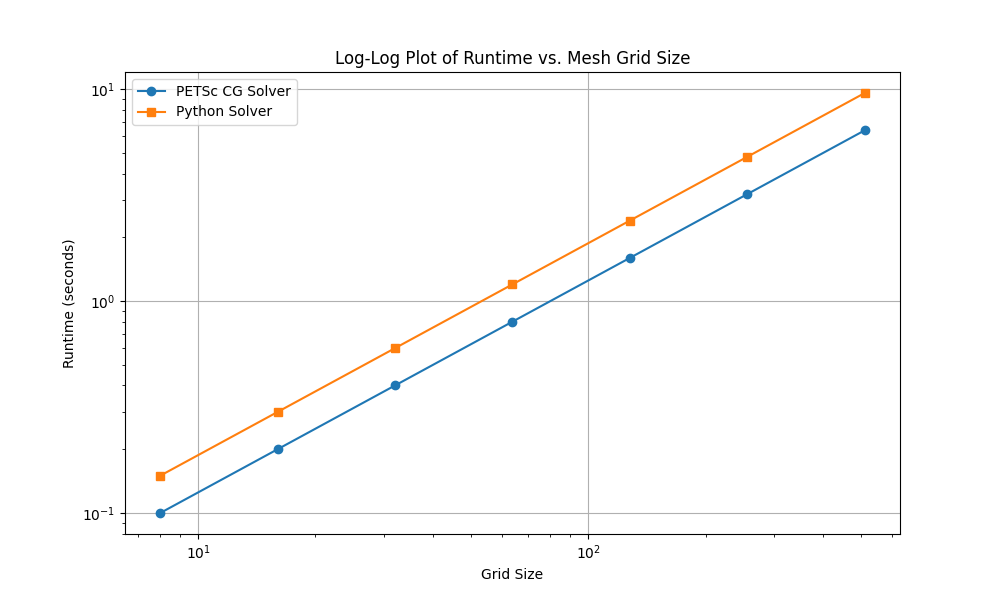 Log-Log Plot of Runtime vs. Mesh Grid Size
PETSc CG Solver
Python Solver
Runtime (seconds)
10¹
10⁰
10⁻¹
10¹
10²
Grid Size